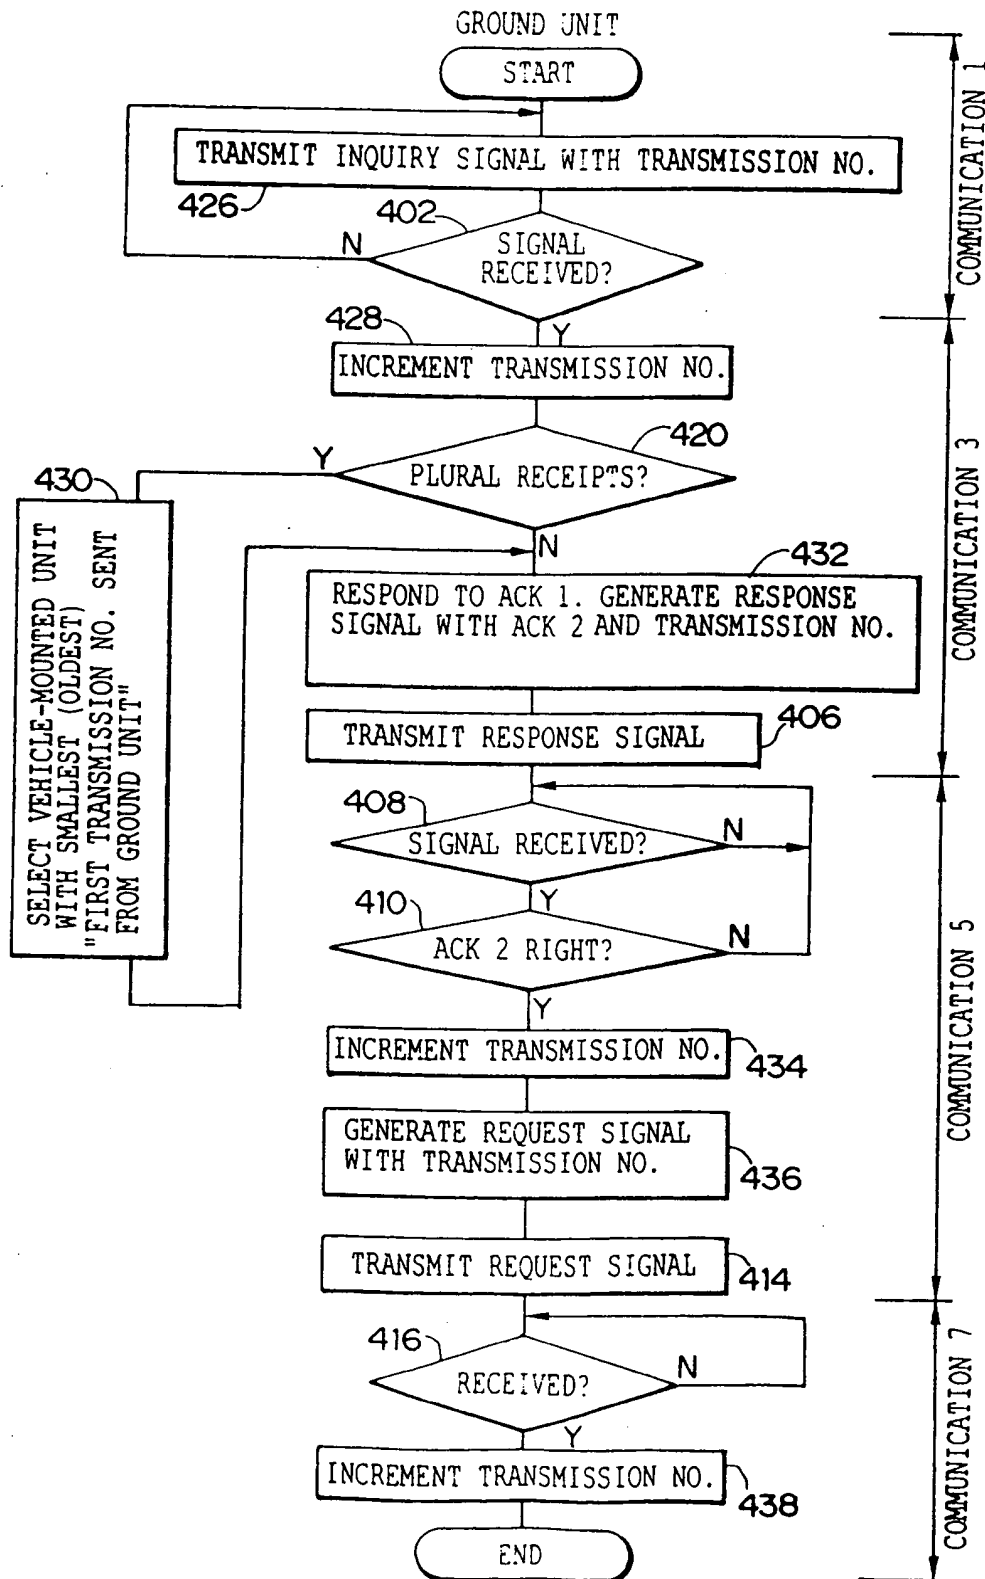 GROUND UNIT
START
TRANSMIT INQUIRY SIGNAL WITH TRANSMISSION NO.
426
402
N
SIGNAL
RECEIVED?
Y
428
INCREMENT TRANSMISSION NO.
420
Y
PLURAL RECEIPTS?
N
430
SELECT VEHICLE-MOUNTED UNIT
WITH SMALLEST (OLDEST)
"FIRST TRANSMISSION NO. SENT
FROM GROUND UNIT"
432
RESPOND TO ACK 1. GENERATE RESPONSE
SIGNAL WITH ACK 2 AND TRANSMISSION NO.
TRANSMIT RESPONSE SIGNAL
406
408
SIGNAL RECEIVED?
N
Y
410
ACK 2 RIGHT?
N
Y
INCREMENT TRANSMISSION NO.
434
GENERATE REQUEST SIGNAL
WITH TRANSMISSION NO.
436
TRANSMIT REQUEST SIGNAL
414
416
RECEIVED?
N
Y
INCREMENT TRANSMISSION NO.
438
END
COMMUNICATION 1
COMMUNICATION 3
COMMUNICATION 5
COMMUNICATION 7